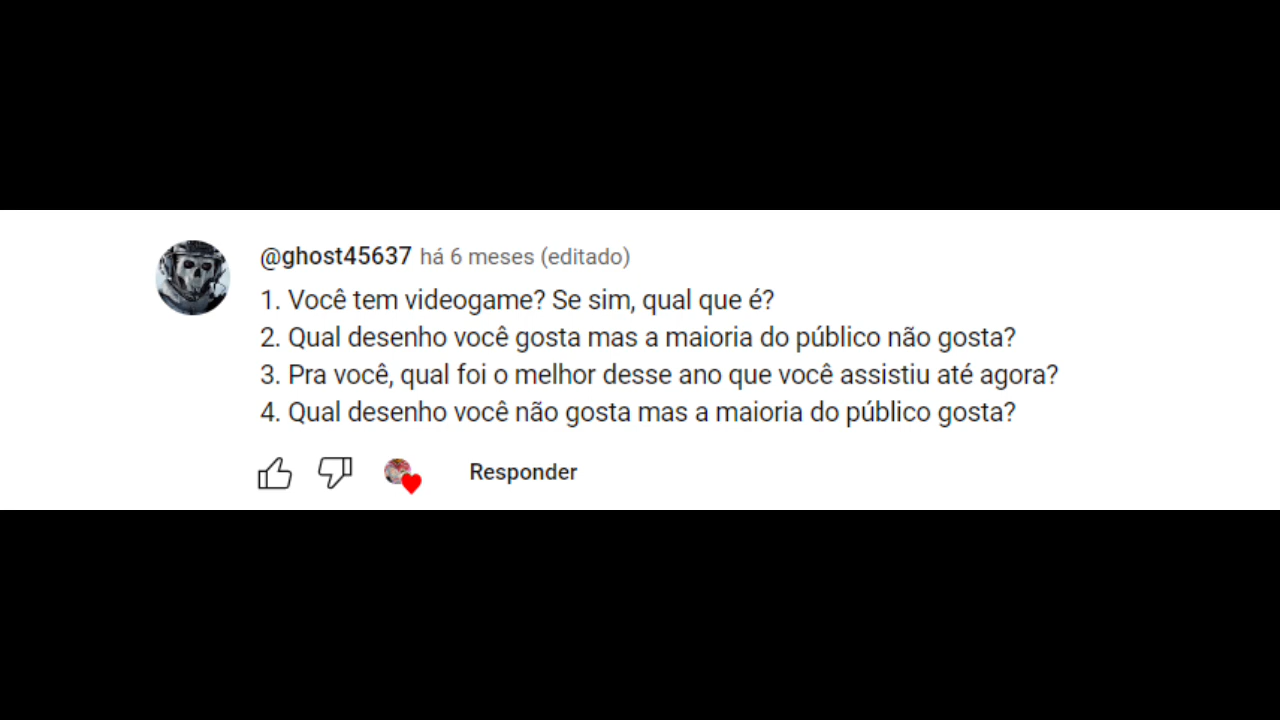 @ghost45637 há 6 meses (editado)
1. Você tem videogame? Se sim, qual que é?
2. Qual desenho você gosta mas a maioria do público não gosta?
3. Pra você, qual foi o melhor desse ano que você assistiu até agora?
4. Qual desenho você não gosta mas a maioria do público gosta?
Responder